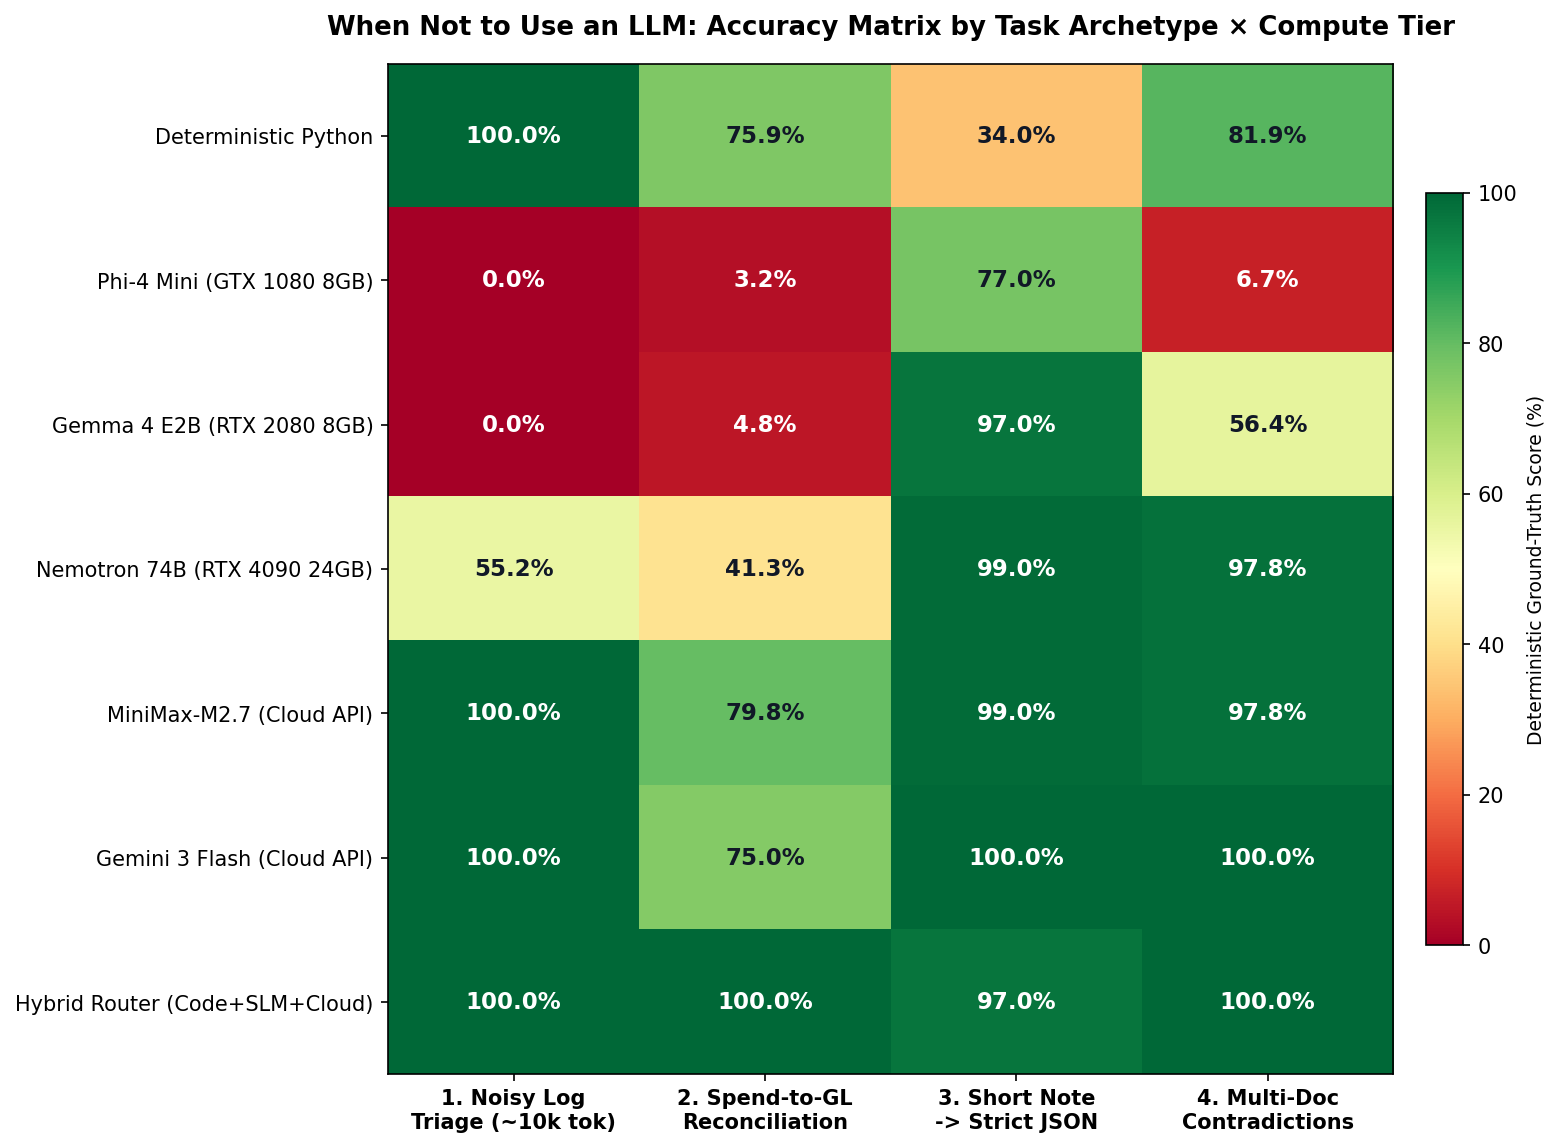 When Not to Use an LLM: Accuracy Matrix by Task Archetype × Compute Tier
Deterministic Python
100.0%
75.9%
34.0%
81.9%
Phi-4 Mini (GTX 1080 8GB)
0.0%
3.2%
77.0%
6.7%
Gemma 4 E2B (RTX 2080 8GB)
0.0%
4.8%
97.0%
56.4%
Nemotron 74B (RTX 4090 24GB)
55.2%
41.3%
99.0%
97.8%
MiniMax-M2.7 (Cloud API)
100.0%
79.8%
99.0%
97.8%
Gemini 3 Flash (Cloud API)
100.0%
75.0%
100.0%
100.0%
Hybrid Router (Code+SLM+Cloud)
100.0%
100.0%
97.0%
100.0%
1. Noisy Log
Triage (~10k tok)
2. Spend-to-GL
Reconciliation
3. Short Note
-> Strict JSON
4. Multi-Doc
Contradictions
100
80
60
40
20
0
Deterministic Ground-Truth Score (%)